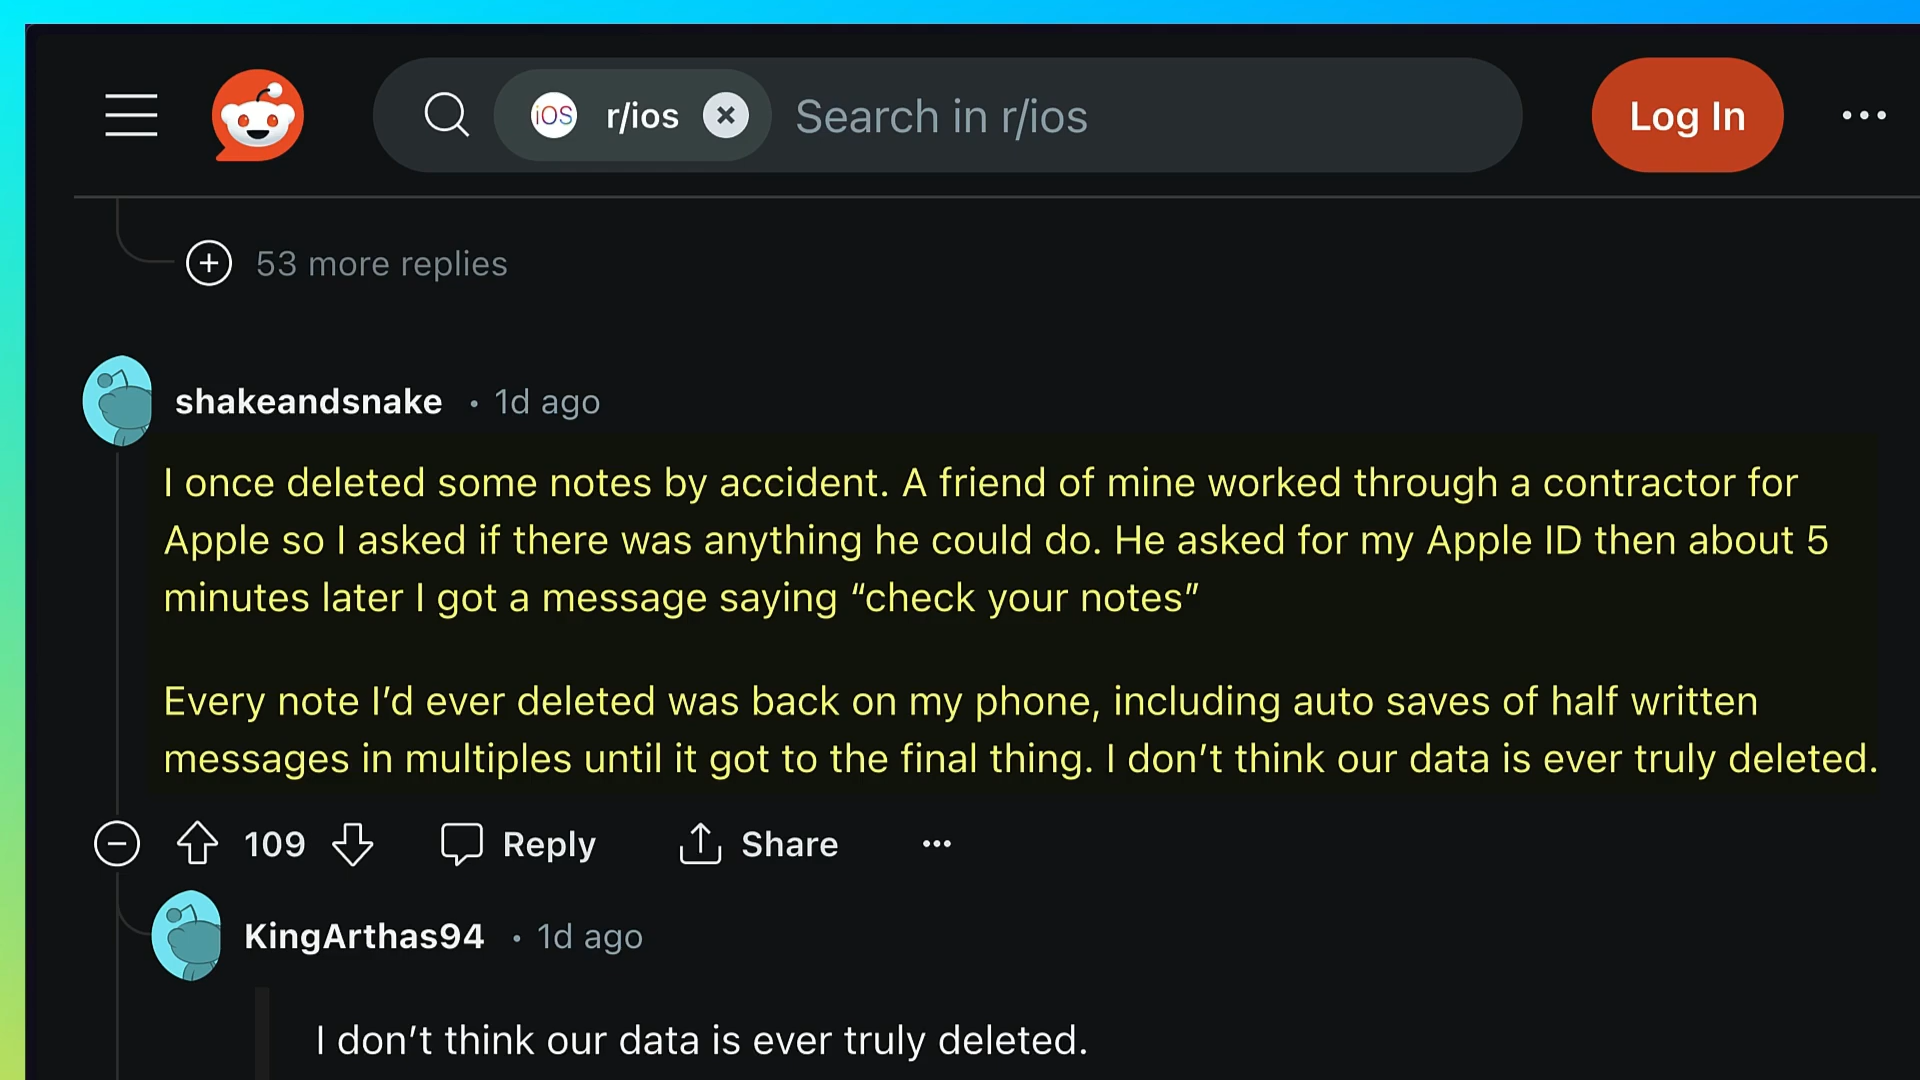 iOS r/ios Search in r/ios Log In
53 more replies
shakeandsnake • 1d ago
I once deleted some notes by accident. A friend of mine worked through a contractor for
Apple so I asked if there was anything he could do. He asked for my Apple ID then about 5
minutes later I got a message saying “check your notes”
Every note I’d ever deleted was back on my phone, including auto saves of half written
messages in multiples until it got to the final thing. I don’t think our data is ever truly deleted.
109 Reply Share
KingArthas94 • 1d ago
I don’t think our data is ever truly deleted.